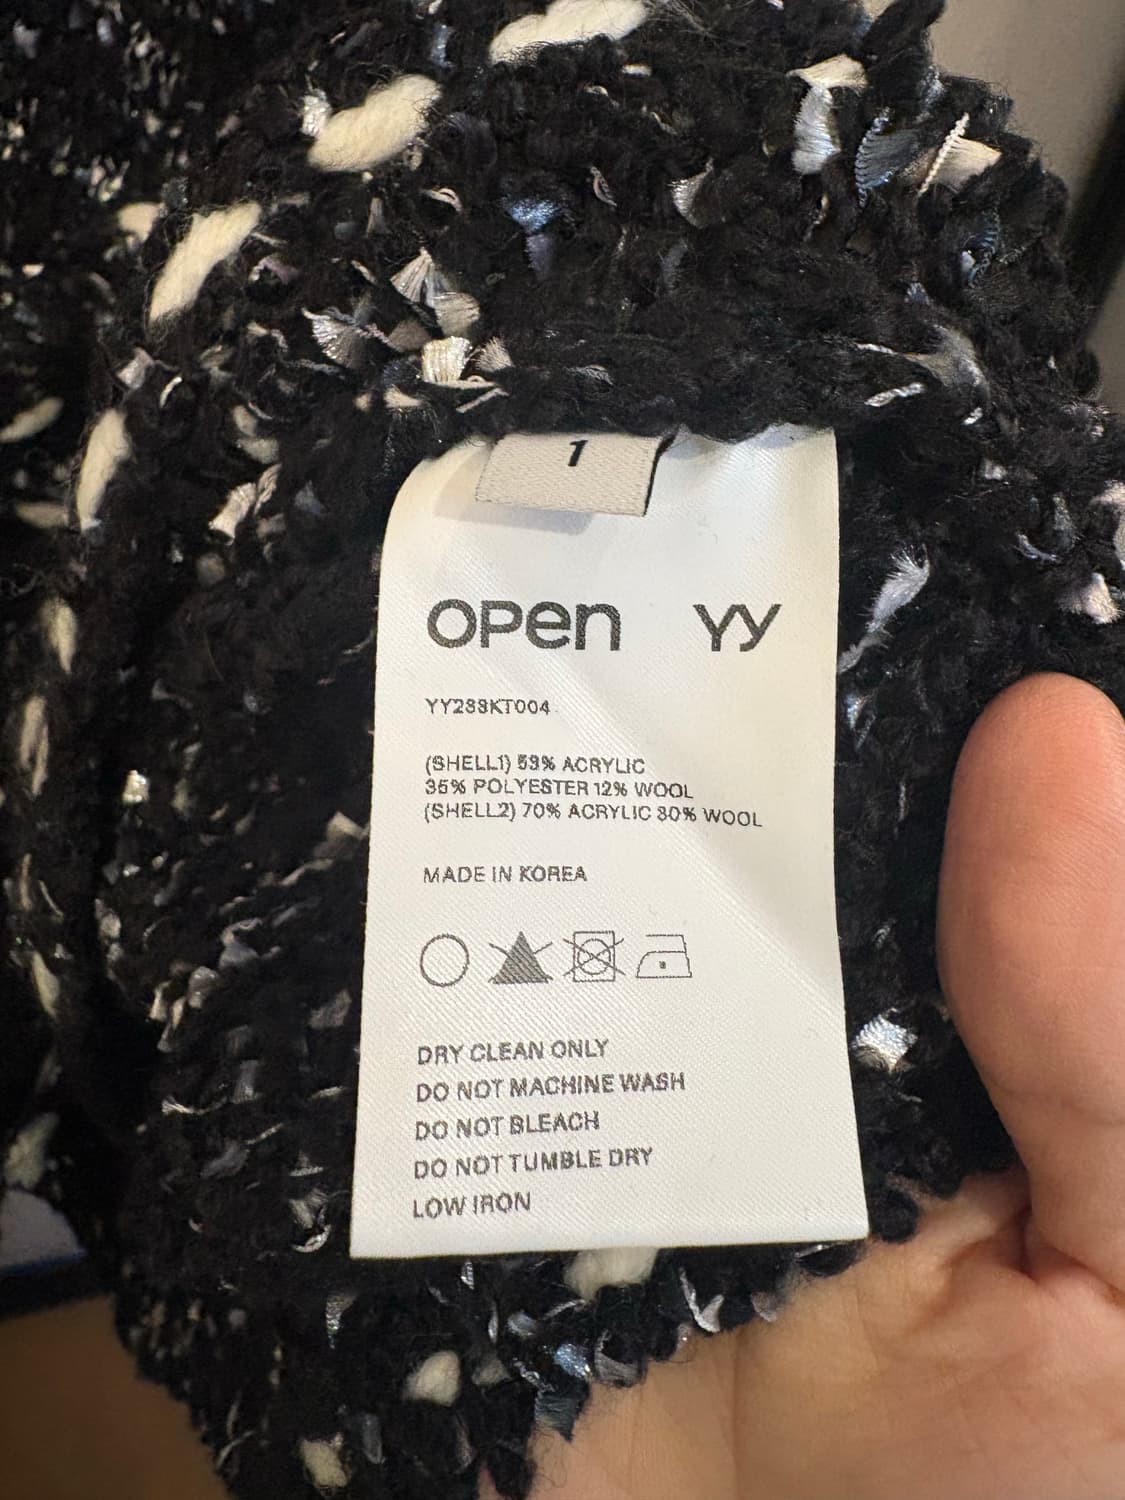 1
OPEN YY
YY233KT004
(SHELL1) 53% ACRYLIC
35% POLYESTER 12% WOOL
(SHELL2) 70% ACRYLIC 30% WOOL
MADE IN KOREA
DRY CLEAN ONLY
DO NOT MACHINE WASH
DO NOT BLEACH
DO NOT TUMBLE DRY
LOW IRON